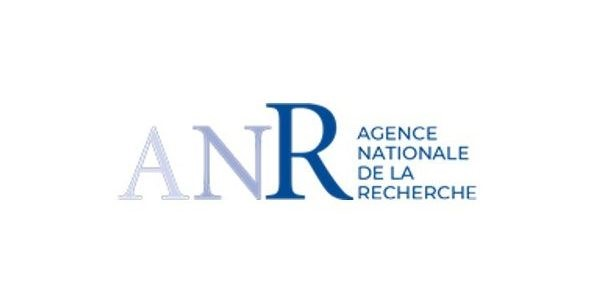 ANR
AGENCE
NATIONALE
DE LA
RECHERCHE